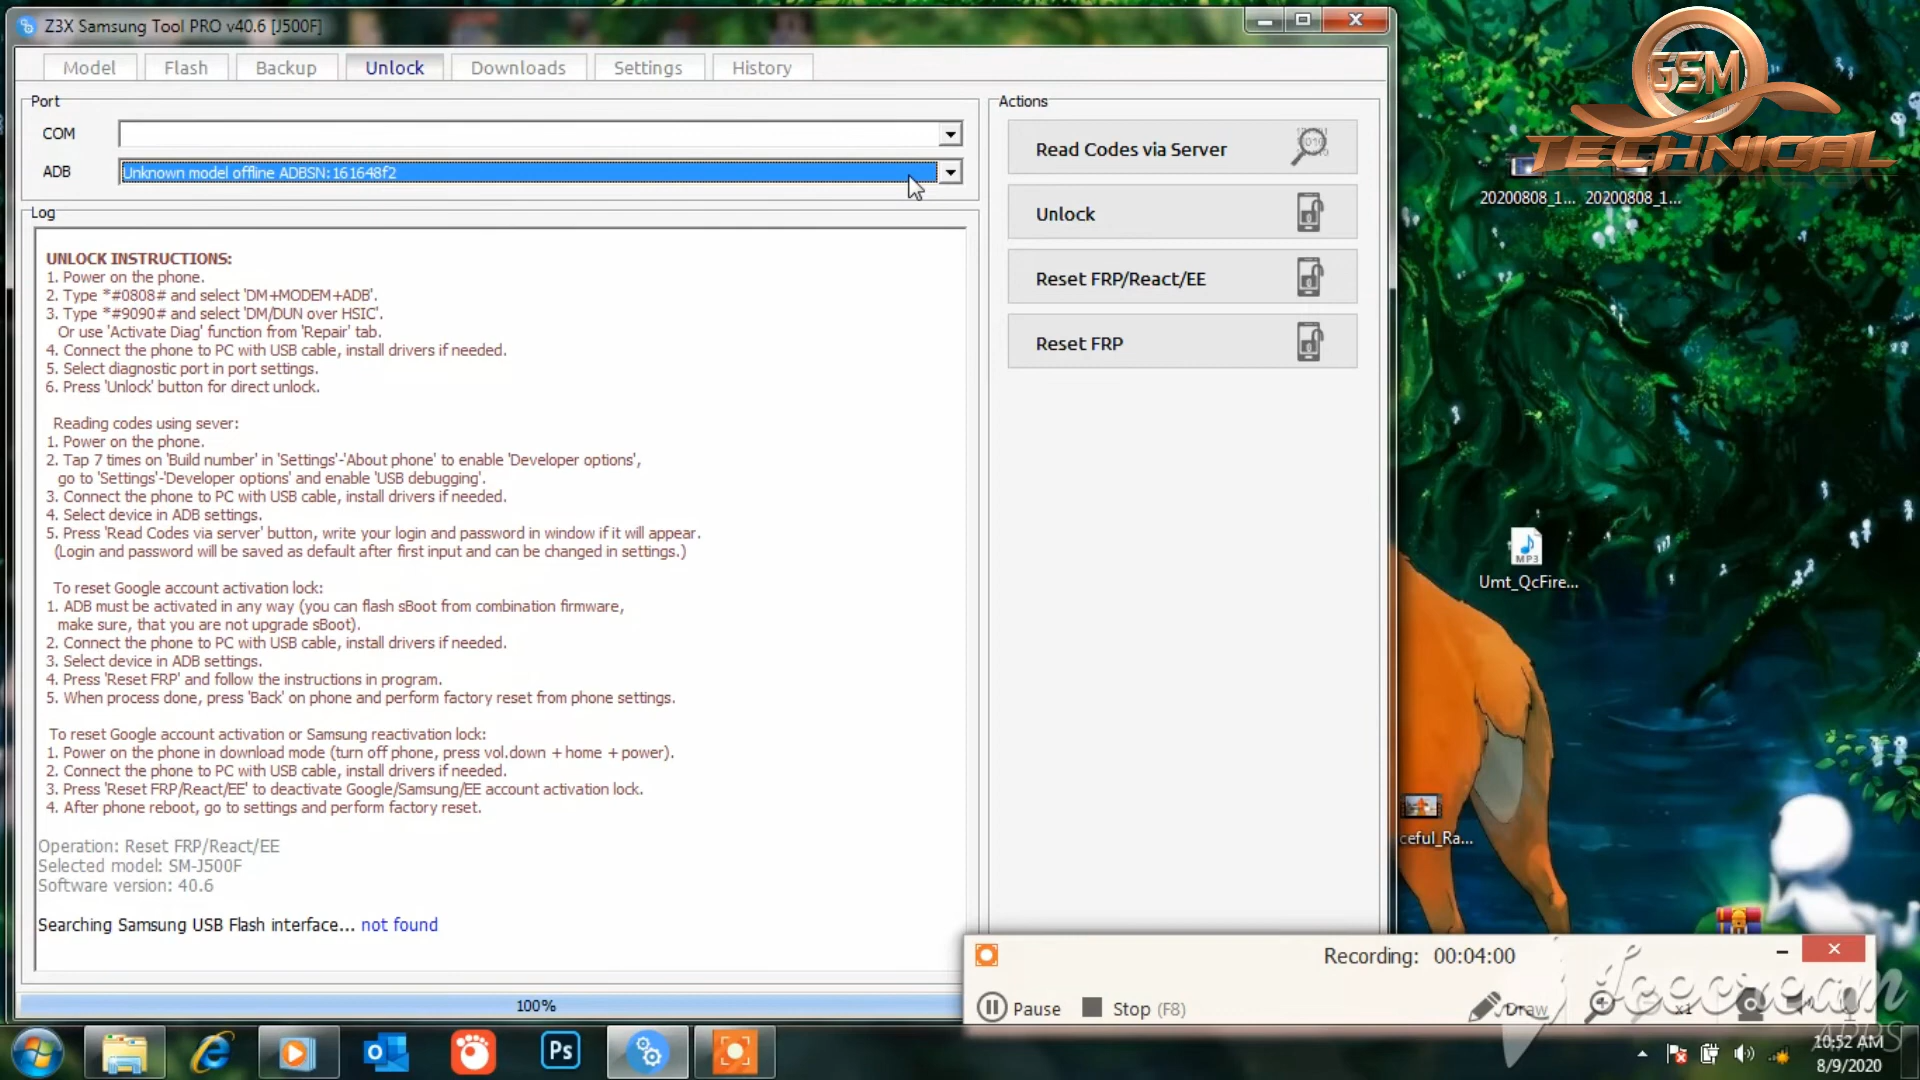 Z3X Samsung Tool PRO v40.6 [J500F]
Model
Flash
Backup
Unlock
Downloads
Settings
History
Port
COM
ADB
Unknown model offline ADBSN:161648f2
Log
UNLOCK INSTRUCTIONS:
1. Power on the phone.
2. Type *#0808# and select 'DM+MODEM+ADB'.
3. Type *#9090# and select 'DM/DUN over HSIC'.
Or use 'Activate Diag' function from 'Repair' tab.
4. Connect the phone to PC with USB cable, install drivers if needed.
5. Select diagnostic port in port settings.
6. Press 'Unlock' button for direct unlock.
Reading codes using sever:
1. Power on the phone.
2. Tap 7 times on 'Build number' in 'Settings'-'About phone' to enable 'Developer options',
go to 'Settings'-'Developer options' and enable 'USB debugging'.
3. Connect the phone to PC with USB cable, install drivers if needed.
4. Select device in ADB settings.
5. Press 'Read Codes via server' button, write your login and password in window if it will appear.
(Login and password will be saved as default after first input and can be changed in settings.)
To reset Google account activation lock:
1. ADB must be activated in any way (you can flash sBoot from combination firmware,
make sure, that you are not upgrade sBoot).
2. Connect the phone to PC with USB cable, install drivers if needed.
3. Select device in ADB settings.
4. Press 'Reset FRP' and follow the instructions in program.
5. When process done, press 'Back' on phone and perform factory reset from phone settings.
To reset Google account activation or Samsung reactivation lock:
1. Power on the phone in download mode (turn off phone, press vol.down + home + power).
2. Connect the phone to PC with USB cable, install drivers if needed.
3. Press 'Reset FRP/React/EE' to deactivate Google/Samsung/EE account activation lock.
4. After phone reboot, go to settings and perform factory reset.
Operation: Reset FRP/React/EE
Selected model: SM-J500F
Software version: 40.6
Searching Samsung USB Flash interface... not found
100%
Actions
Read Codes via Server
Unlock
Reset FRP/React/EE
Reset FRP
GSM
TECHNICAL
20200808_1...
20200808_1...
MP3
Umt_QcFire...
ceful_Ra...
Recording: 00:04:00
Pause
Stop (F8)
Draw
x1
Icecream
APPS
Ps
10:52 AM
8/9/2020